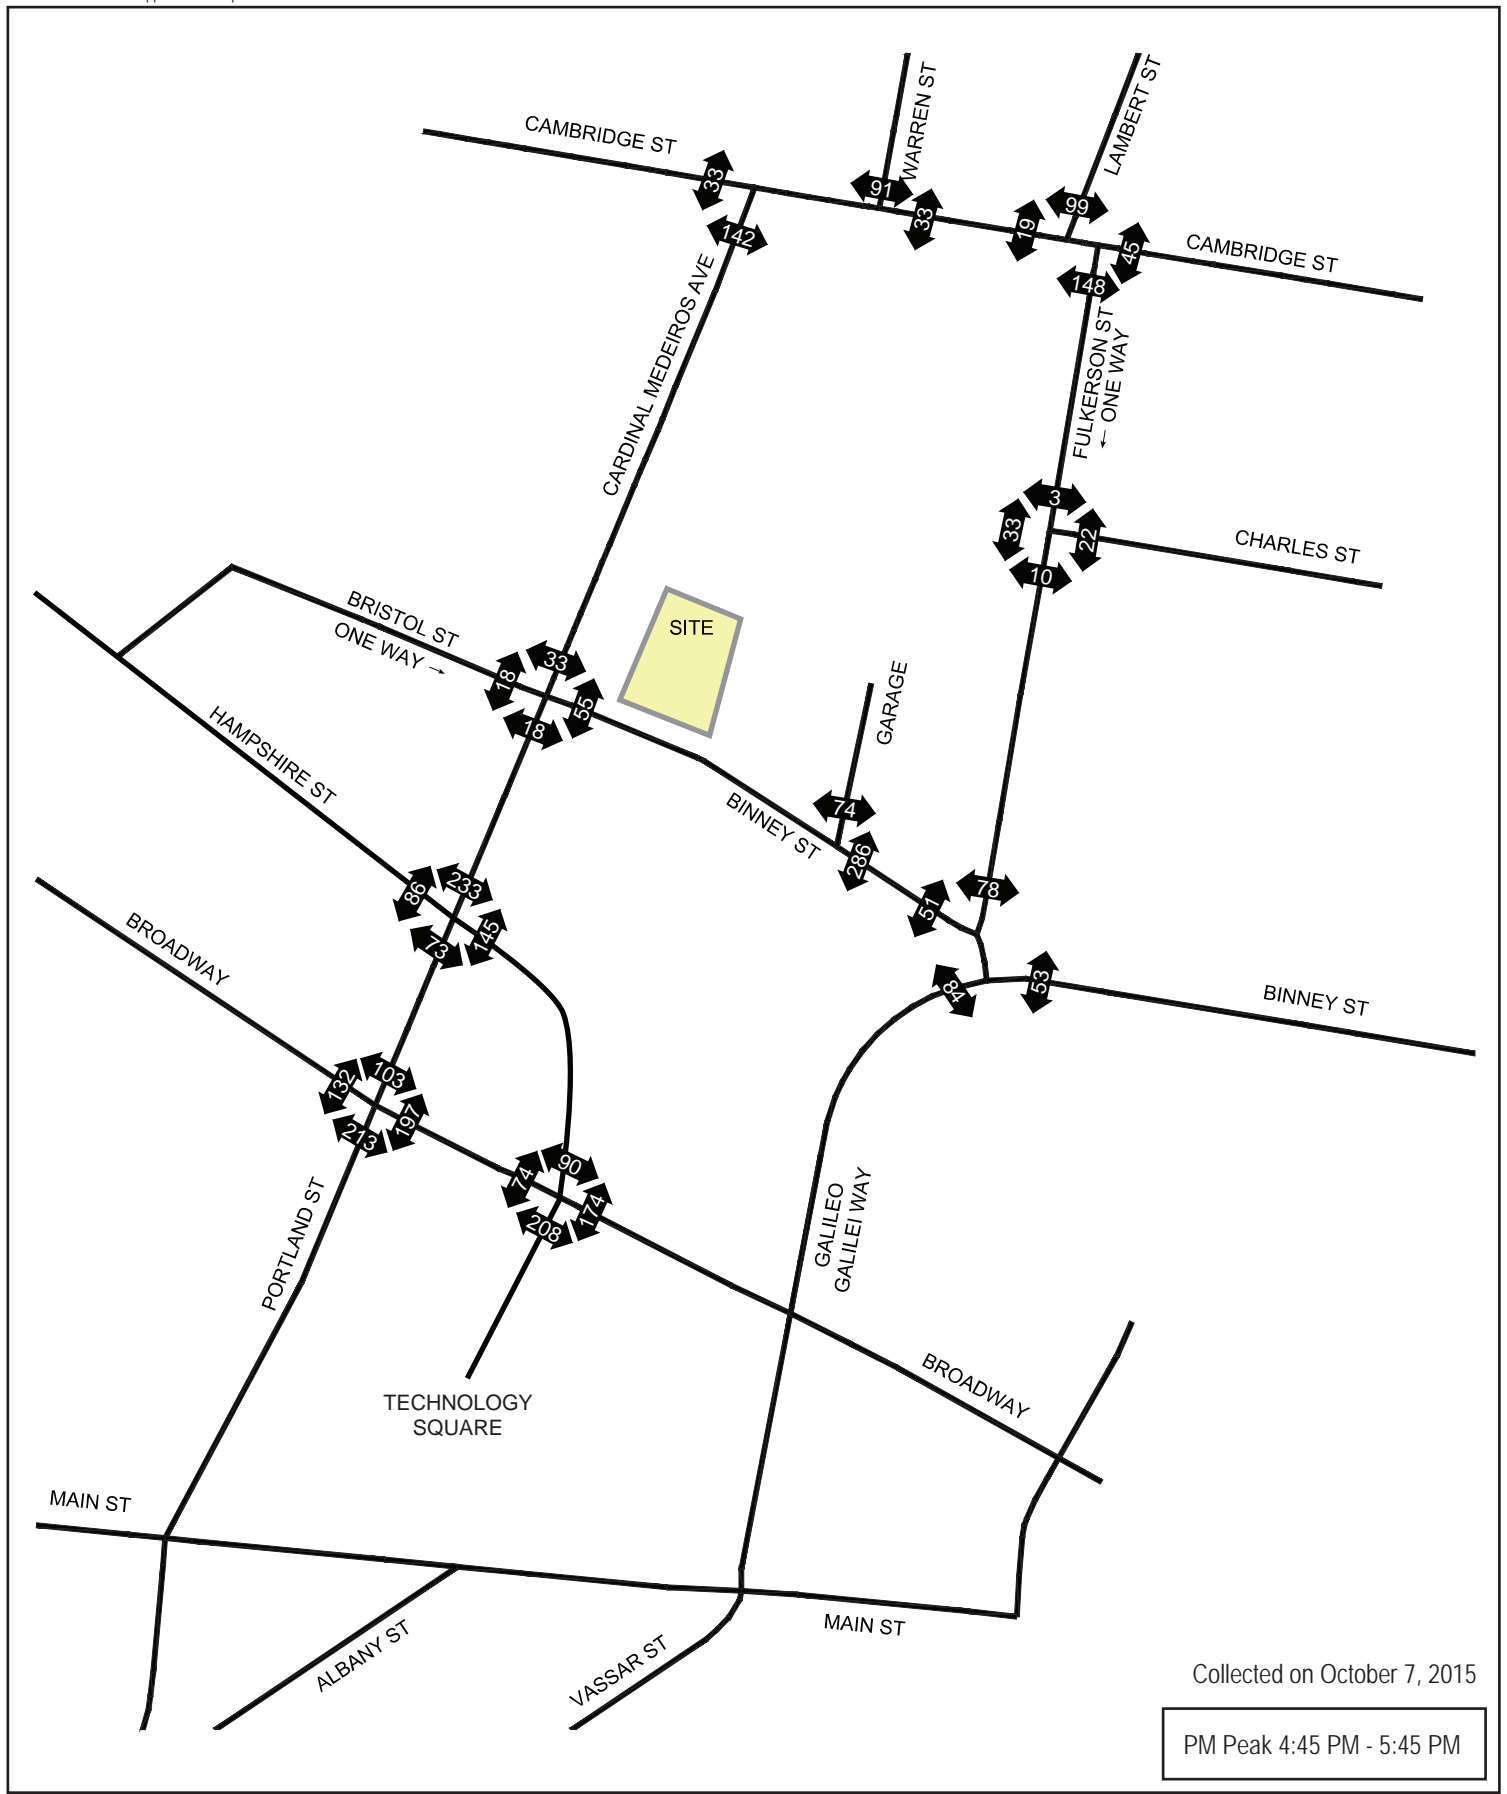 WARREN ST
LAMBERT ST
CAMBRIDGE ST
33
91
33
19
99
45
CAMBRIDGE ST
142
148
CARDINAL MEDEIROS AVE
FULKERSON ST
← ONE WAY
3
33
22
10
CHARLES ST
BRISTOL ST
ONE WAY →
SITE
33
18
55
18
GARAGE
HAMPSHIRE ST
BINNEY ST
74
286
51
78
86
233
73
145
BROADWAY
84
53
BINNEY ST
132
103
213
197
74
90
208
174
PORTLAND ST
GALILEO
GALILEI WAY
TECHNOLOGY
SQUARE
BROADWAY
MAIN ST
ALBANY ST
VASSAR ST
MAIN ST
Collected on October 7, 2015
PM Peak 4:45 PM - 5:45 PM